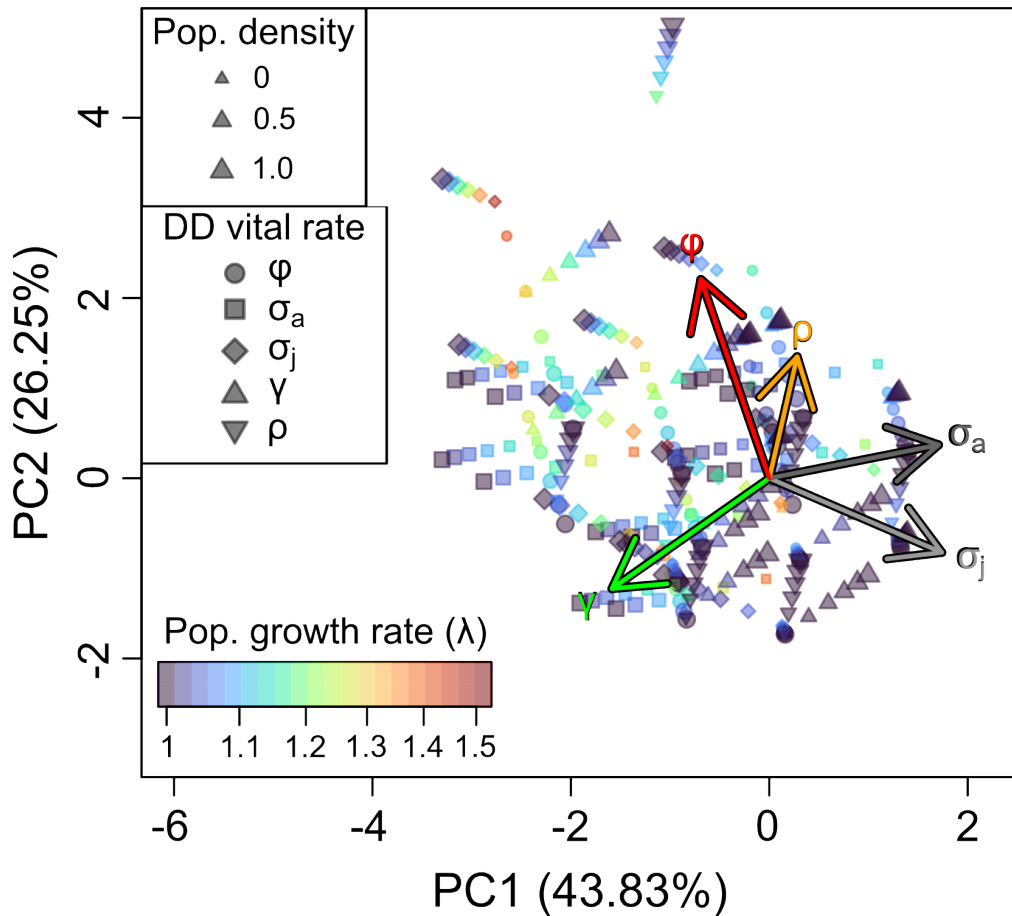 Pop. density
0
0.5
1.0
DD vital rate
φ
σa
σj
γ
ρ
φ
ρ
σa
σj
γ
Pop. growth rate (λ)
1 1.1 1.2 1.3 1.4 1.5
4
2
0
-2
PC2 (26.25%)
-6 -4 -2 0 2
PC1 (43.83%)